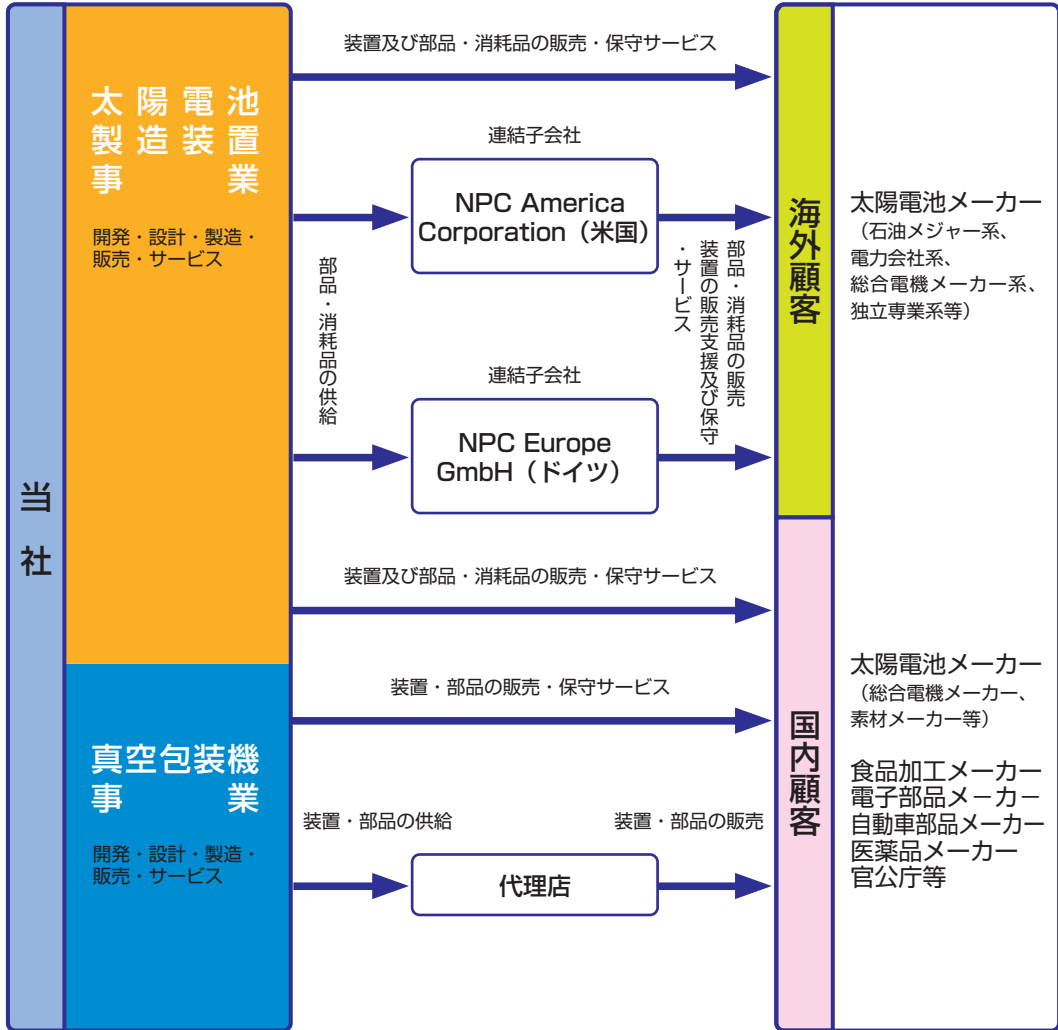 当社
太陽電池
製造装置
事業
開発・設計・製造・
販売・サービス
真空包装機
事業
開発・設計・製造・
販売・サービス
装置及び部品・消耗品の販売・保守サービス
連結子会社
NPC America
Corporation（米国）
部品・消耗品の供給
部品・消耗品の販売
装置の販売支援及び保守
・サービス
連結子会社
NPC Europe
GmbH（ドイツ）
装置及び部品・消耗品の販売・保守サービス
装置・部品の販売・保守サービス
装置・部品の供給
代理店
装置・部品の販売
海外顧客
太陽電池メーカー
（石油メジャー系、
電力会社系、
総合電機メーカー系、
独立専業系等）
国内顧客
太陽電池メーカー
（総合電機メーカー、
素材メーカー等）
食品加工メーカー
電子部品メーカー
自動車部品メーカー
医薬品メーカー
官公庁等